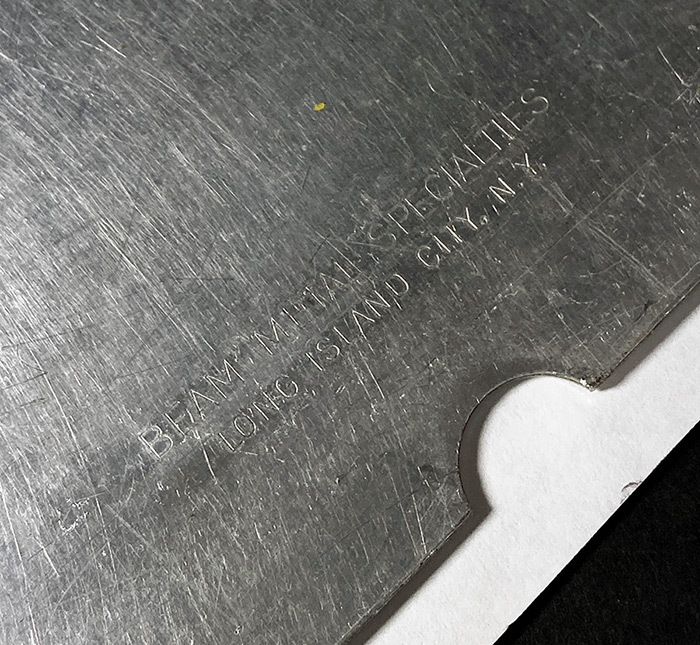 BEAM METAL SPECIALTIES
LONG ISLAND CITY, N.Y.